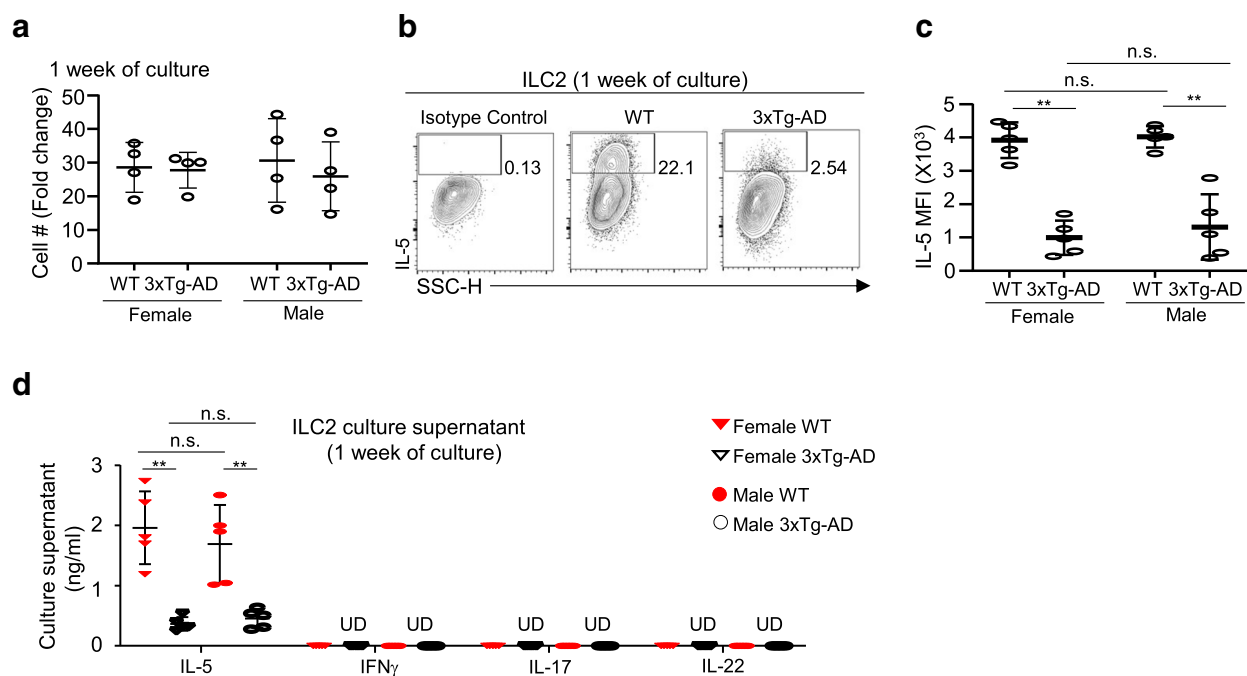 a
1 week of culture
Cell # (Fold change)
50
40
30
20
10
0
WT 3xTg-AD
WT 3xTg-AD
Female
Male
b
ILC2 (1 week of culture)
Isotype Control
WT
3xTg-AD
0.13
22.1
2.54
IL-5
SSC-H
c
n.s.
n.s.
**
**
IL-5 MFI (X10³)
5
4
3
2
1
0
WT 3xTg-AD
WT 3xTg-AD
Female
Male
d
n.s.
n.s.
**
**
ILC2 culture supernatant
(1 week of culture)
Culture supernatant
(ng/ml)
3
2
1
0
UD
UD
UD
UD
UD
UD
IL-5
IFNγ
IL-17
IL-22
Female WT
Female 3xTg-AD
Male WT
Male 3xTg-AD